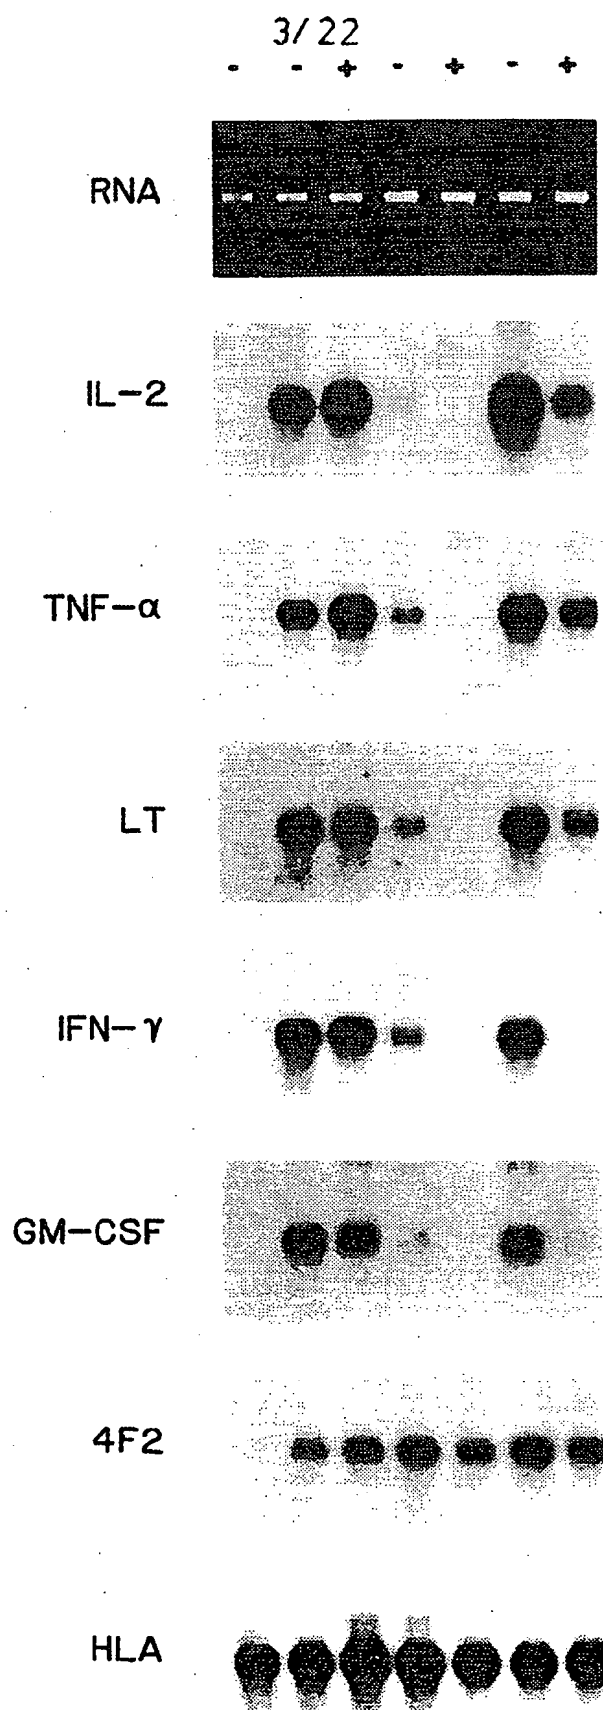 3/22
- - + - + - +
RNA
IL-2
TNF-α
LT
IFN-γ
GM-CSF
4F2
HLA